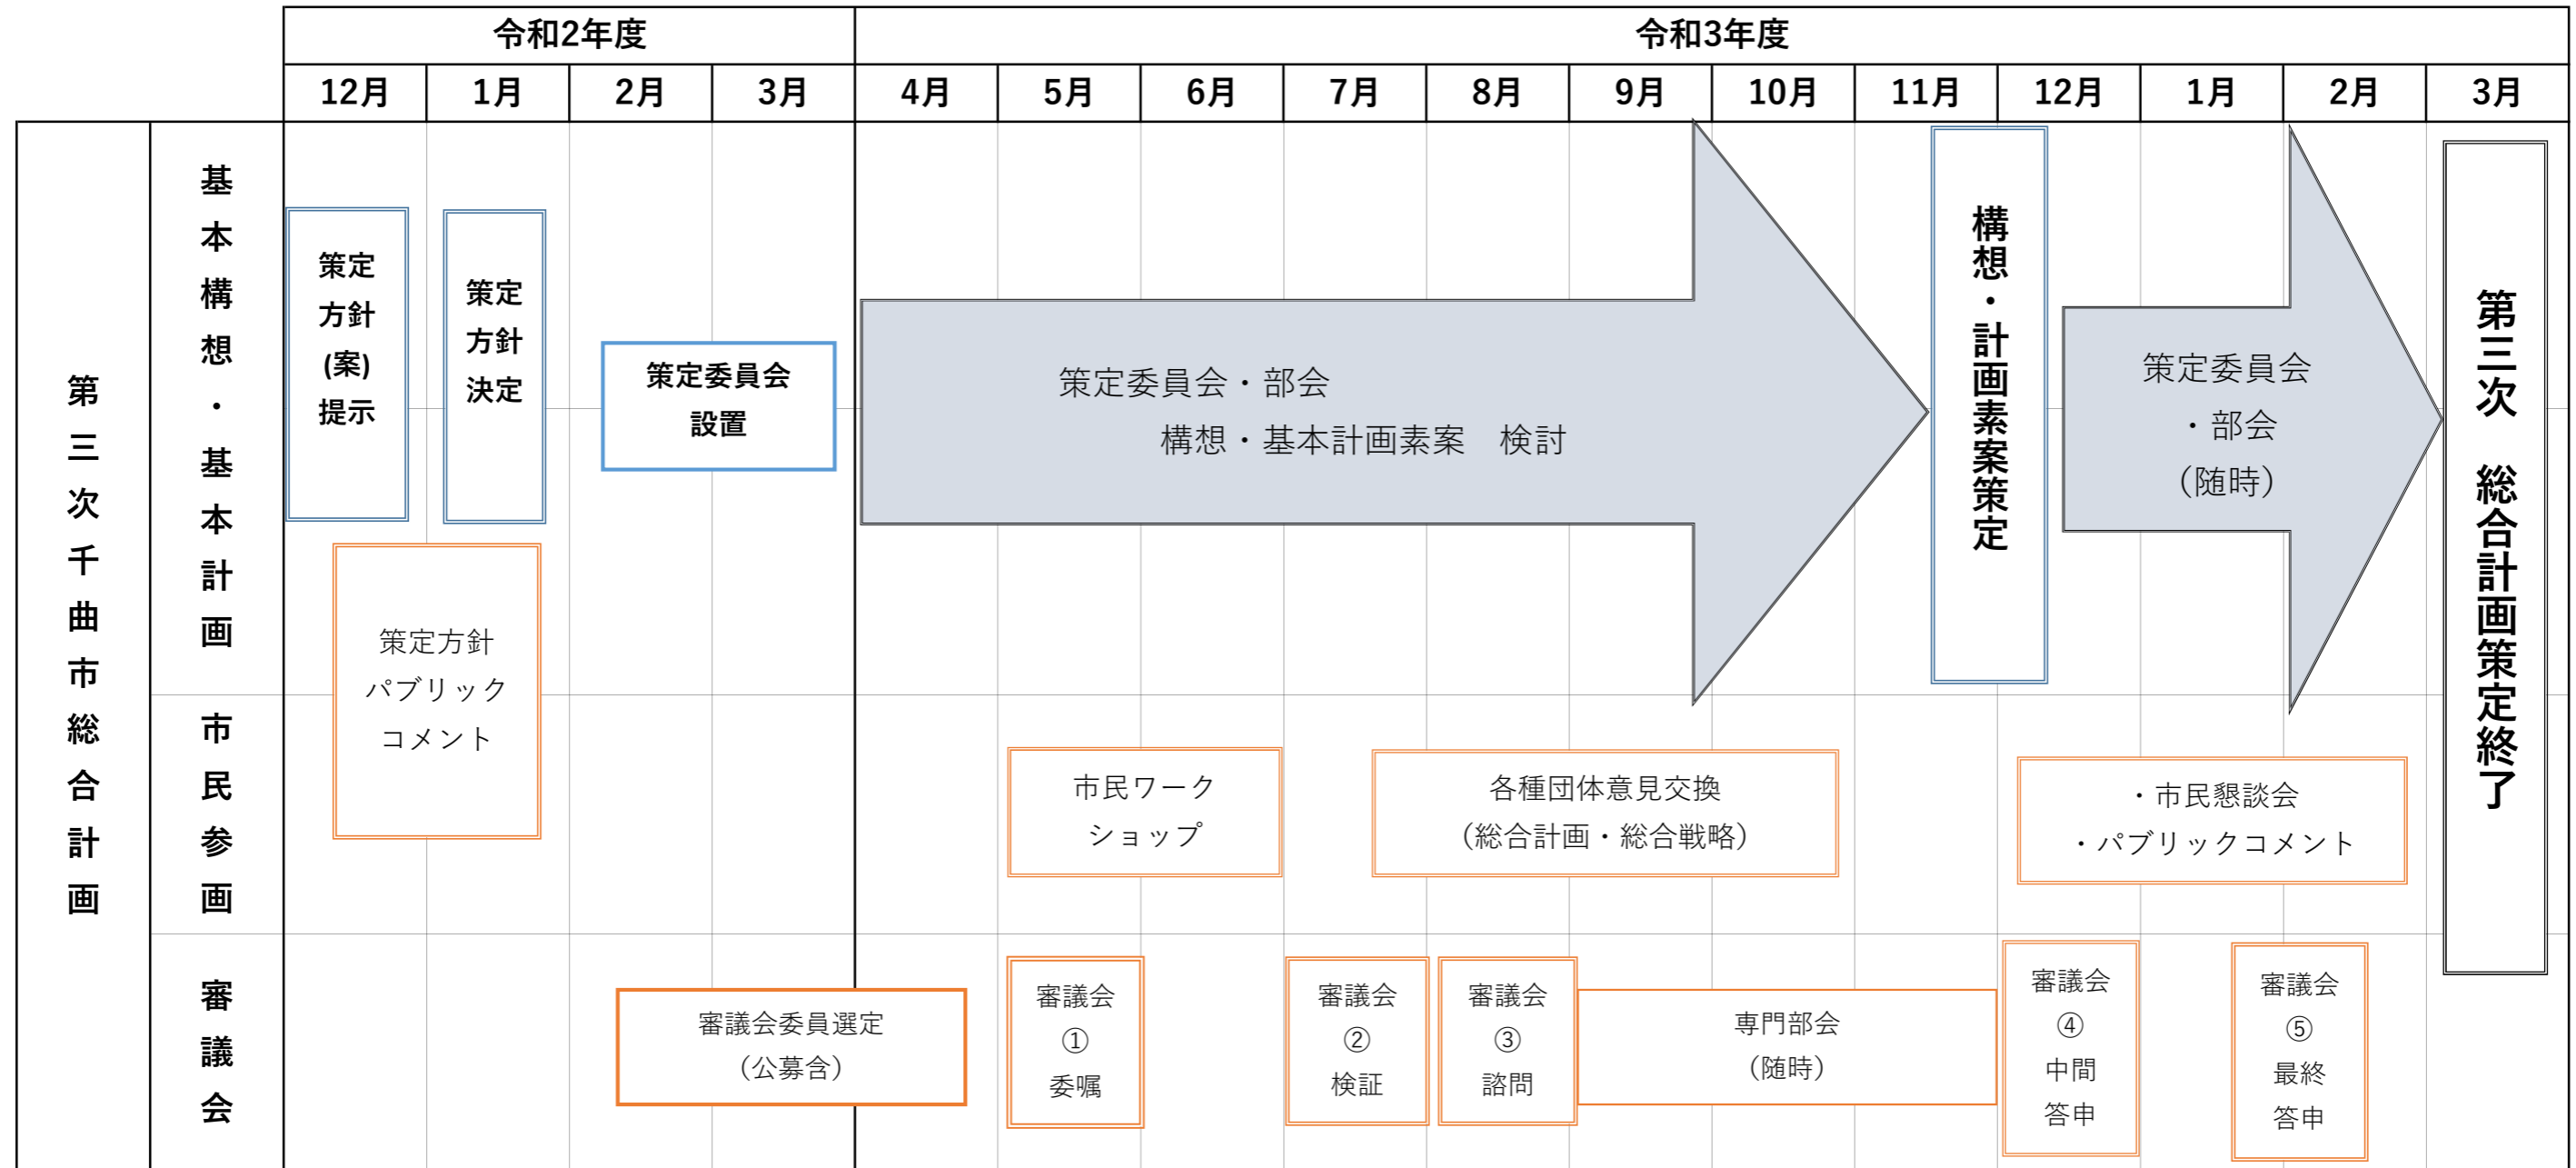 令和2年度
令和3年度
12月
1月
2月
3月
4月
5月
6月
7月
8月
9月
10月
11月
12月
1月
2月
3月
第三次千曲市総合計画
基本構想・基本計画
策定
方針
(案)
提示
策定
方針
決定
策定委員会
設置
策定委員会・部会
構想・基本計画素案　検討
構想・計画素案策定
策定委員会
・部会
（随時）
第三次　総合計画策定終了
策定方針
パブリック
コメント
市民参画
市民ワーク
ショップ
各種団体意見交換
（総合計画・総合戦略）
・市民懇談会
・パブリックコメント
審議会
審議会委員選定
（公募含）
審議会
①
委嘱
審議会
②
検証
審議会
③
諮問
専門部会
（随時）
審議会
④
中間
答申
審議会
⑤
最終
答申